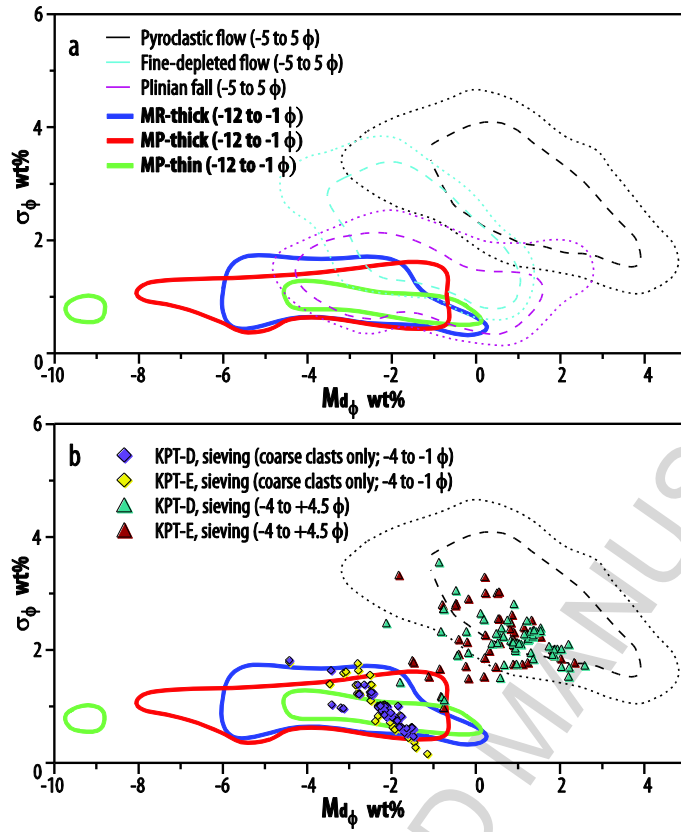 a
Pyroclastic flow (-5 to 5 ϕ)
Fine-depleted flow (-5 to 5 ϕ)
Plinian fall (-5 to 5 ϕ)
MR-thick (-12 to -1 ϕ)
MP-thick (-12 to -1 ϕ)
MP-thin (-12 to -1 ϕ)
6
4
2
0
σϕ wt%
-10 -8 -6 -4 -2 0 2 4
Mdϕ wt%
b
KPT-D, sieving (coarse clasts only; -4 to -1 ϕ)
KPT-E, sieving (coarse clasts only; -4 to -1 ϕ)
KPT-D, sieving (-4 to +4.5 ϕ)
KPT-E, sieving (-4 to +4.5 ϕ)
6
4
2
0
σϕ wt%
-10 -8 -6 -4 -2 0 2 4
Mdϕ wt%
D MANUS